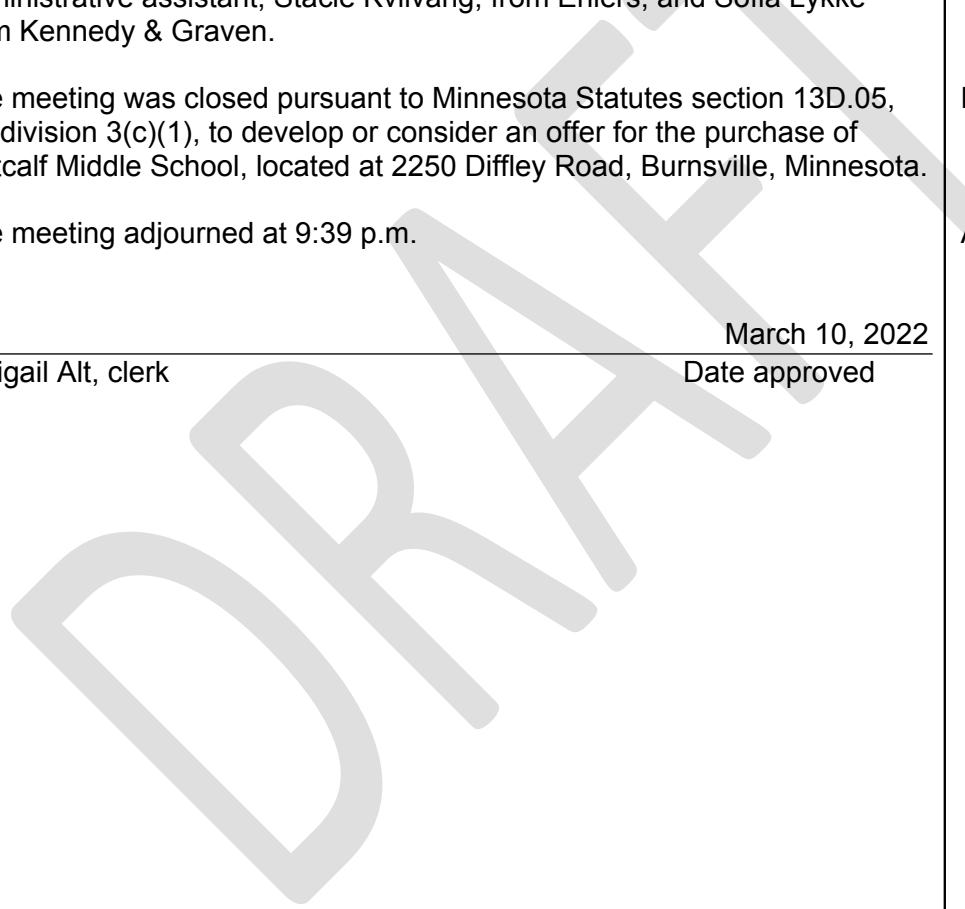 ministrative assistant, Stacie Kvilvang, from Ehlers, and Sofia Lykke
m Kennedy & Graven.
e meeting was closed pursuant to Minnesota Statutes section 13D.05,
division 3(c)(1), to develop or consider an offer for the purchase of
tcalf Middle School, located at 2250 Diffley Road, Burnsville, Minnesota.
e meeting adjourned at 9:39 p.m.
March 10, 2022
igail Alt, clerk Date approved
DRAFT